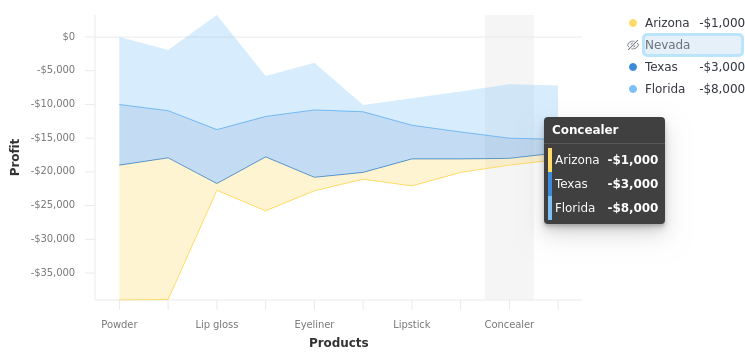 $0
-$5,000
-$10,000
-$15,000
-$20,000
-$25,000
-$30,000
-$35,000
Profit
Powder Lip gloss Eyeliner Lipstick Concealer
Products
Arizona -$1,000
Nevada
Texas -$3,000
Florida -$8,000
Concealer
Arizona -$1,000
Texas -$3,000
Florida -$8,000